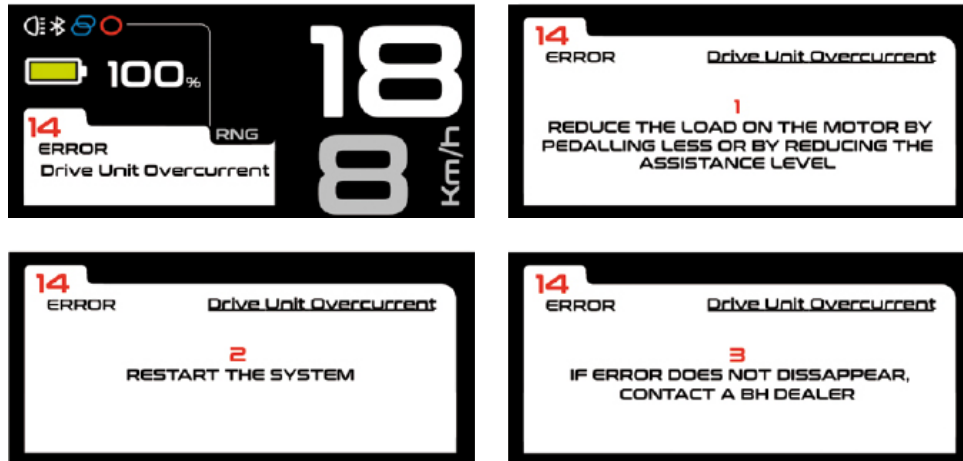 100%
18
14
ERROR
Drive Unit Overcurrent
RNG
8
Km/h
14
ERROR
Drive Unit Overcurrent
1
REDUCE THE LOAD ON THE MOTOR BY
PEDALLING LESS OR BY REDUCING THE
ASSISTANCE LEVEL
14
ERROR
Drive Unit Overcurrent
2
RESTART THE SYSTEM
14
ERROR
Drive Unit Overcurrent
3
IF ERROR DOES NOT DISSAPPEAR,
CONTACT A BH DEALER